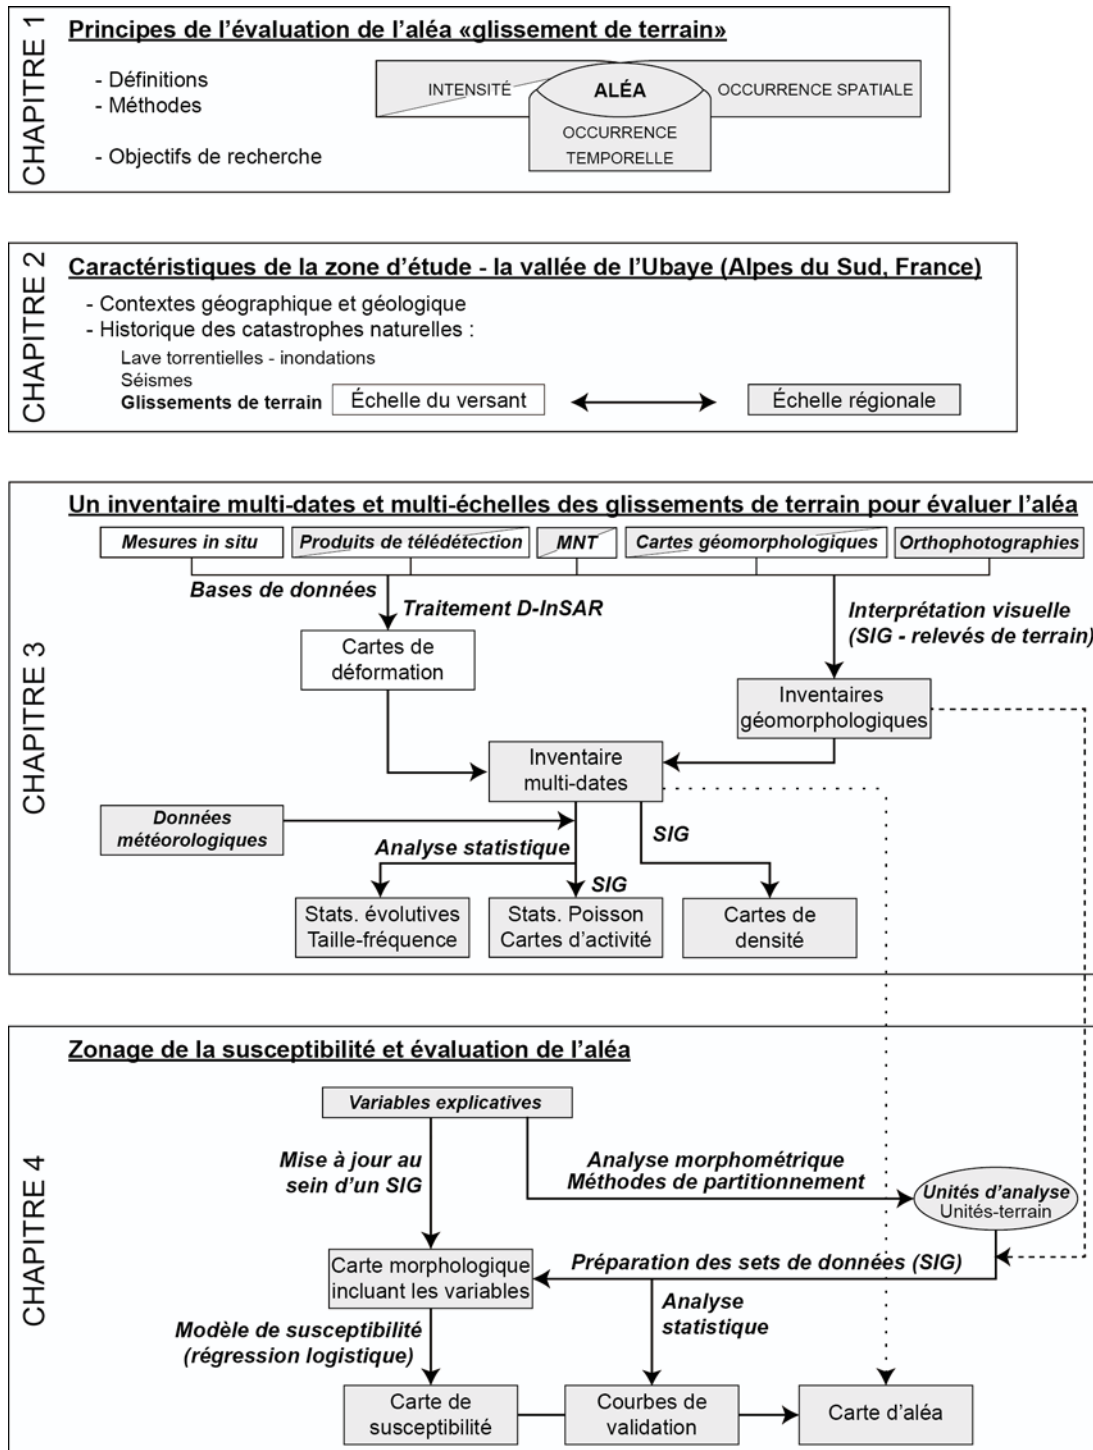 CHAPITRE 1
Principes de l'évaluation de l'aléa «glissement de terrain»
- Définitions
- Méthodes
- Objectifs de recherche
INTENSITÉ
ALÉA
OCCURRENCE SPATIALE
OCCURRENCE
TEMPORELLE
CHAPITRE 2
Caractéristiques de la zone d'étude - la vallée de l'Ubaye (Alpes du Sud, France)
- Contextes géographique et géologique
- Historique des catastrophes naturelles :
Lave torrentielles - inondations
Séismes
Glissements de terrain
Échelle du versant
Échelle régionale
CHAPITRE 3
Un inventaire multi-dates et multi-échelles des glissements de terrain pour évaluer l'aléa
Mesures in situ
Produits de télédétection
MNT
Cartes géomorphologiques
Orthophotographies
Bases de données
Traitement D-InSAR
Interprétation visuelle
(SIG - relevés de terrain)
Cartes de
déformation
Inventaires
géomorphologiques
Inventaire
multi-dates
Données
météorologiques
Analyse statistique
SIG
SIG
Stats. évolutives
Taille-fréquence
Stats. Poisson
Cartes d'activité
Cartes de
densité
CHAPITRE 4
Zonage de la susceptibilité et évaluation de l'aléa
Variables explicatives
Mise à jour au
sein d'un SIG
Analyse morphométrique
Méthodes de partitionnement
Unités d'analyse
Unités-terrain
Carte morphologique
incluant les variables
Préparation des sets de données (SIG)
Modèle de susceptibilité
(régression logistique)
Analyse
statistique
Carte de
susceptibilité
Courbes de
validation
Carte d'aléa